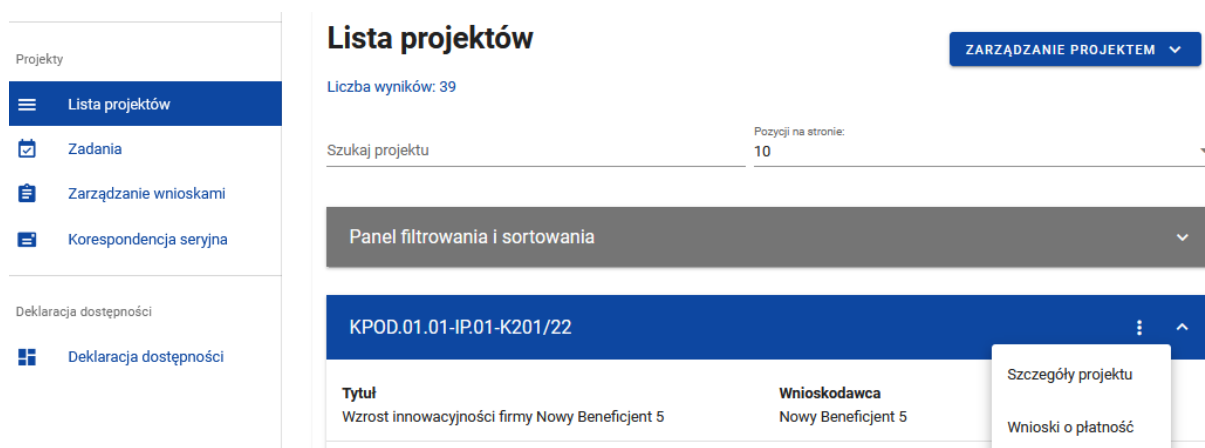 Projekty
Lista projektów
Zadania
Zarządzanie wnioskami
Korespondencja seryjna
Deklaracja dostępności
Deklaracja dostępności
Lista projektów
ZARZĄDZANIE PROJEKTEM
Liczba wyników: 39
Szukaj projektu
Pozycji na stronie:
10
Panel filtrowania i sortowania
KPOD.01.01-IP.01-K201/22
Szczegóły projektu
Wnioski o płatność
Tytuł
Wzrost innowacyjności firmy Nowy Beneficjent 5
Wnioskodawca
Nowy Beneficjent 5